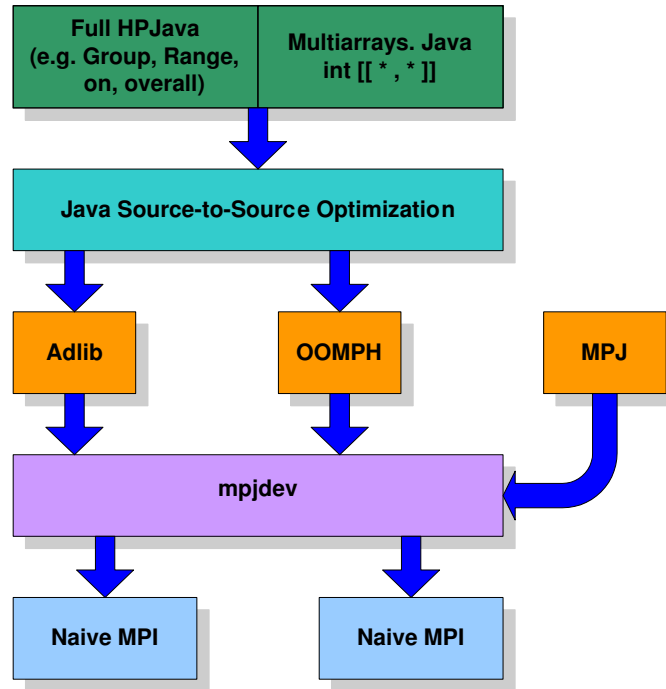 Full HPJava
(e.g. Group, Range,
on, overall)
Multiarrays. Java
int [[ * , * ]]
Java Source-to-Source Optimization
Adlib
OOMPH
MPJ
mpjdev
Naive MPI
Naive MPI